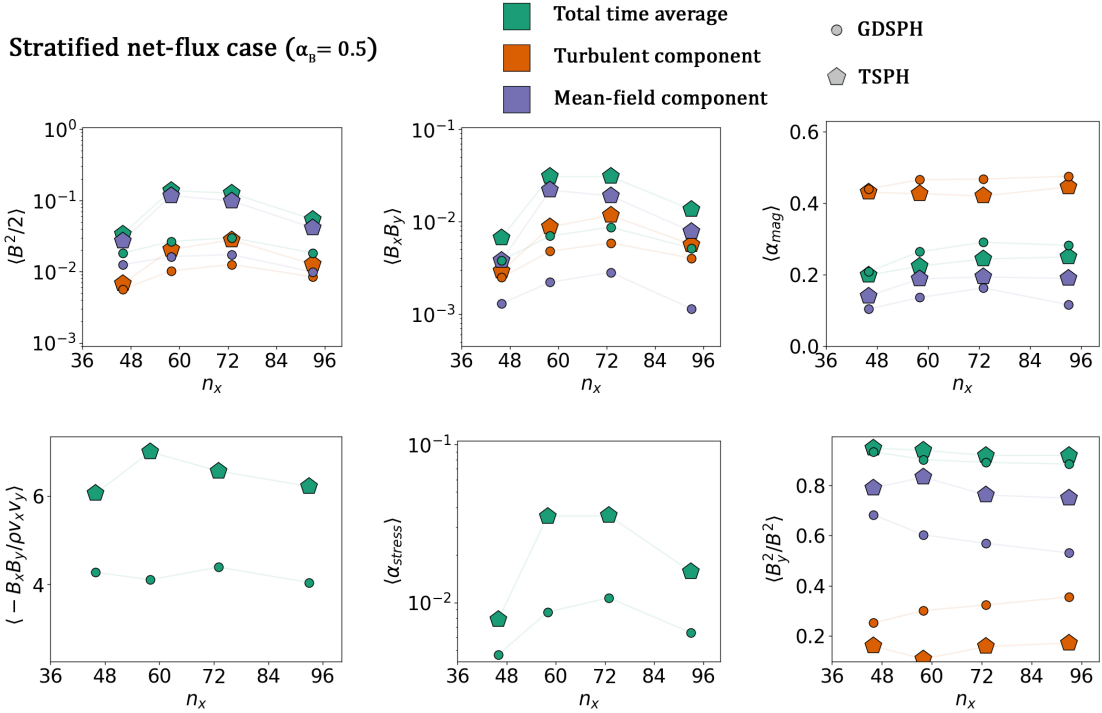 Stratified net-flux case (α_B = 0.5)
Total time average
Turbulent component
Mean-field component
GDSPH
TSPH
⟨B²/2⟩
10⁰
10⁻¹
10⁻²
10⁻³
36 48 60 72 84 96
n_x
⟨B_xB_y⟩
10⁻¹
10⁻²
10⁻³
36 48 60 72 84 96
n_x
⟨α_mag⟩
0.6
0.4
0.2
0.0
36 48 60 72 84 96
n_x
⟨−B_xB_y/ρv_xv_y⟩
6
4
36 48 60 72 84 96
n_x
⟨α_stress⟩
10⁻¹
10⁻²
36 48 60 72 84 96
n_x
⟨B_y²/B²⟩
0.8
0.6
0.4
0.2
36 48 60 72 84 96
n_x